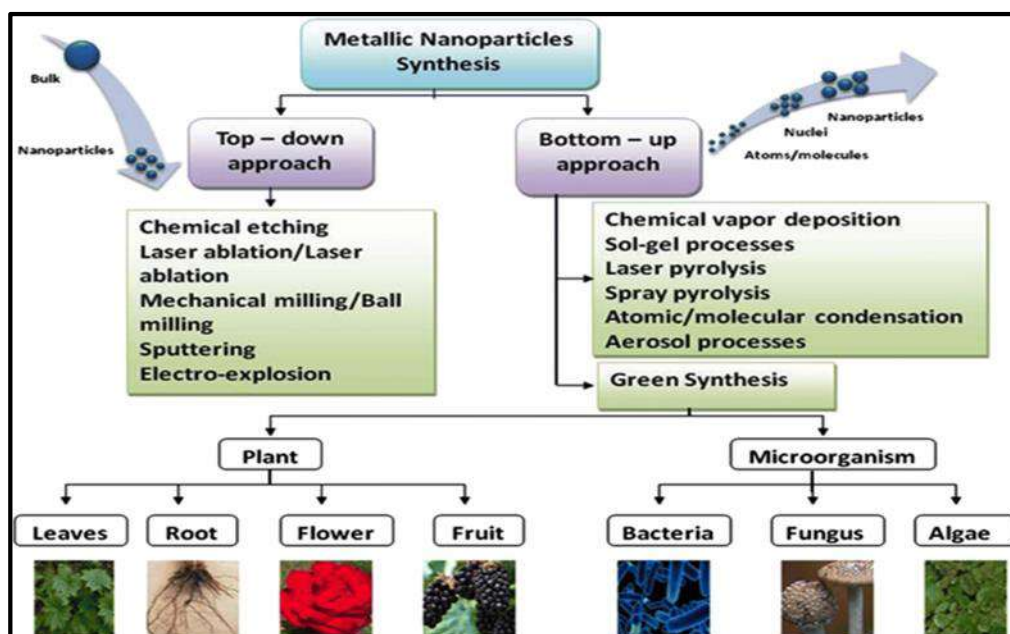 Metallic Nanoparticles
Synthesis
Bulk
Nanoparticles
Nanoparticles
Nuclei
Atoms/molecules
Top – down
approach
Bottom – up
approach
Chemical etching
Laser ablation/Laser
ablation
Mechanical milling/Ball
milling
Sputtering
Electro-explosion
Chemical vapor deposition
Sol-gel processes
Laser pyrolysis
Spray pyrolysis
Atomic/molecular condensation
Aerosol processes
Green Synthesis
Plant
Microorganism
Leaves
Root
Flower
Fruit
Bacteria
Fungus
Algae